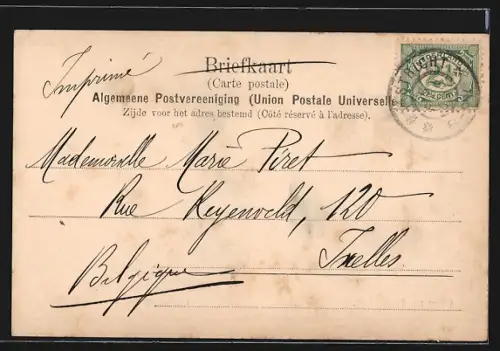 Imprimé
Briefkaart
(Carte postale)
Algemeene Postvereeniging (Union Postale Universelle)
Zijde voor het adres bestemd (Côté réservé à l'adresse).
Mademoiselle Marie Piret
Rue Keyenveld, 120
Ixelles.
Belgique